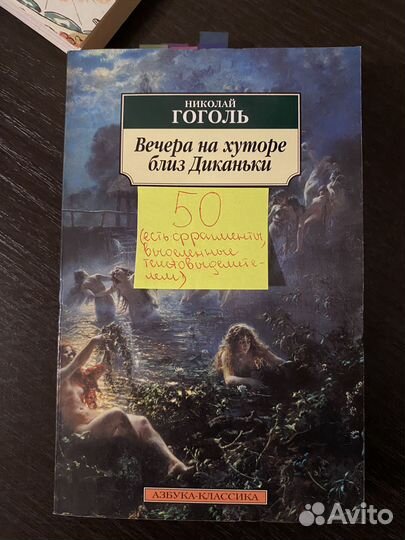 НИКОЛАЙ
ГОГОЛЬ
Вечера на хуторе
близ Диканьки
50
(есть фрагменты,
выделенные
текстовыделите-
лем)
АЗБУКА-КЛАССИКА
Avito